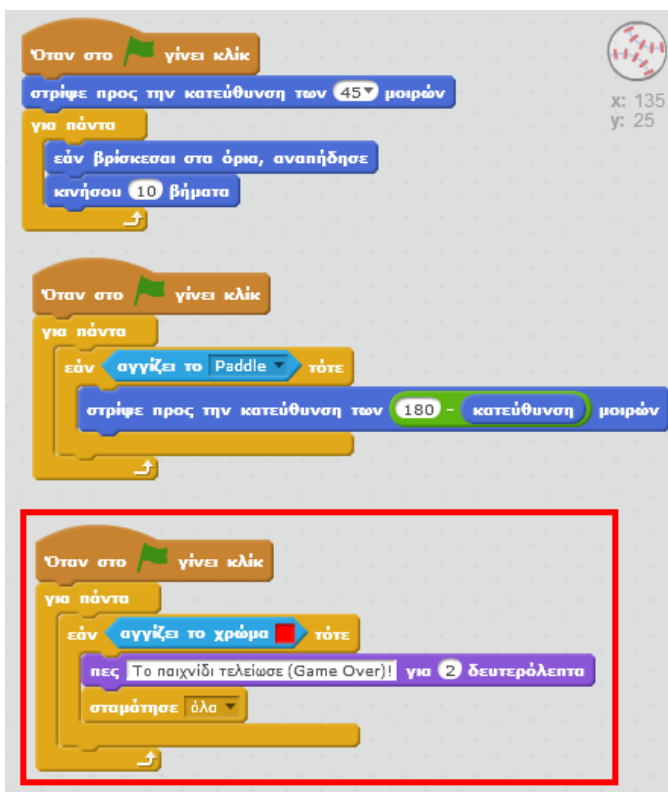 Όταν στο γίνει κλικ
στρίψε προς την κατεύθυνση των 45 μοιρών
για πάντα
εάν βρίσκεσαι στα όρια, αναπήδησε
κινήσου 10 βήματα
x: 135
y: 25
Όταν στο γίνει κλικ
για πάντα
εάν αγγίζει το Paddle τότε
στρίψε προς την κατεύθυνση των 180 - κατεύθυνση μοιρών
Όταν στο γίνει κλικ
για πάντα
εάν αγγίζει το χρώμα τότε
πες Το παιχνίδι τελείωσε (Game Over)! για 2 δευτερόλεπτα
σταμάτησε όλα